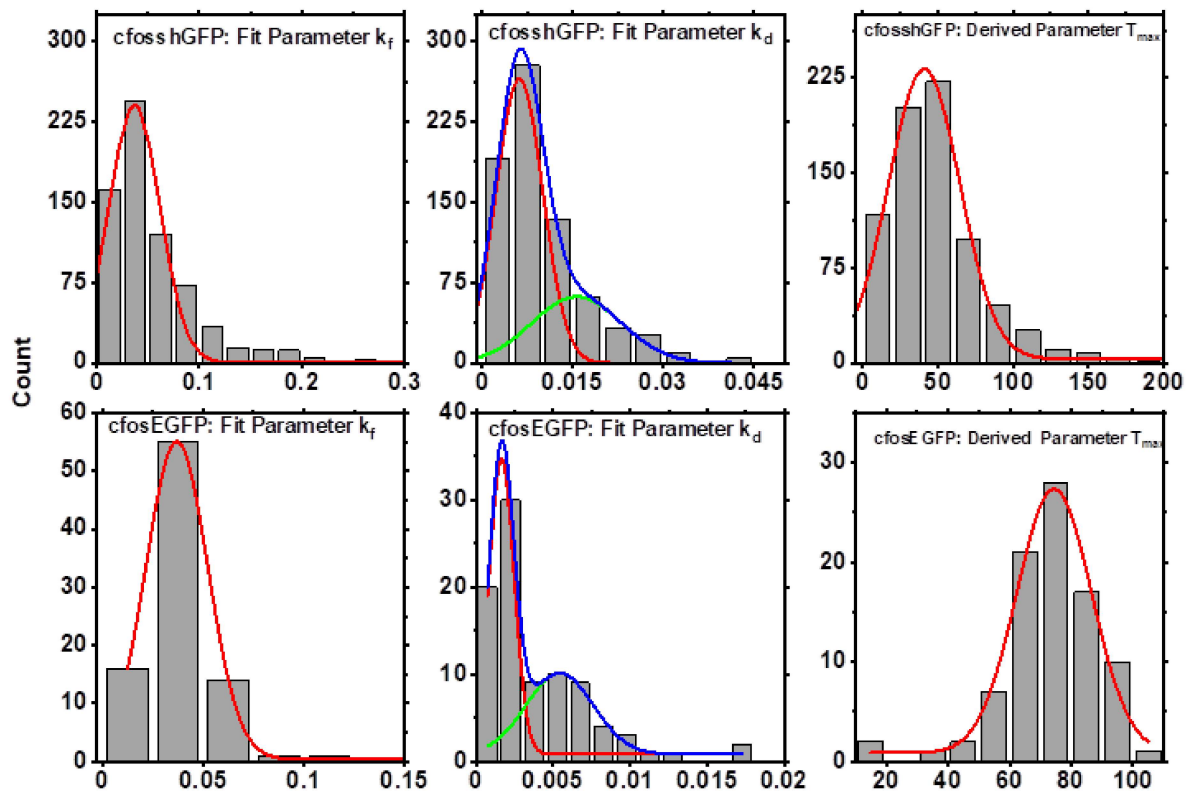 cfosshGFP: Fit Parameter kf
cfosshGFP: Fit Parameter kd
cfosshGFP: Derived Parameter Tmax
300
225
150
75
0
0 0.1 0.2 0.3
300
225
150
75
0
0 0.015 0.03 0.045
225
150
75
0
0 50 100 150 200
Count
cfosEGFP: Fit Parameter kf
cfosEGFP: Fit Parameter kd
cfosEGFP: Derived Parameter Tmax
60
50
40
30
20
10
0
0 0.05 0.1 0.15
40
30
20
10
0
0 0.005 0.01 0.015 0.02
30
20
10
0
20 40 60 80 100